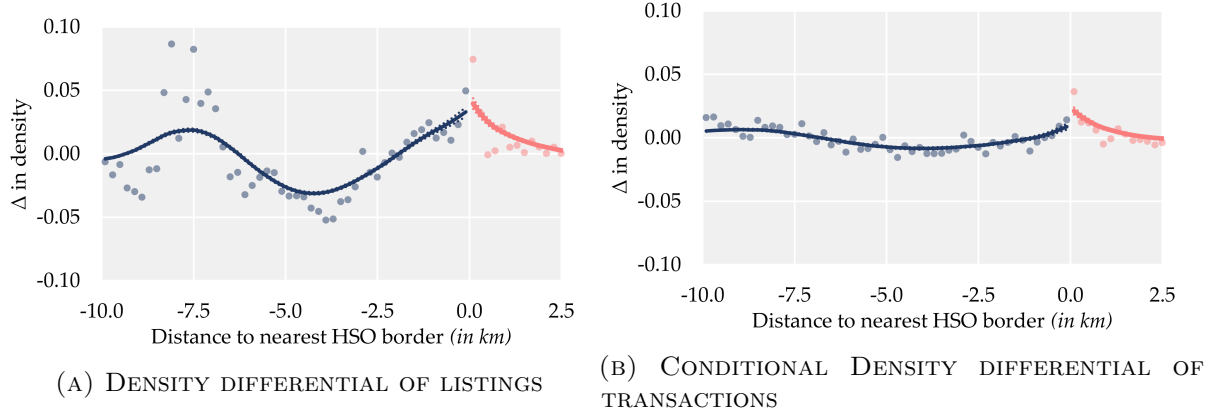 0.10
0.05
0.00
-0.05
-0.10
Δ in density
-10.0 -7.5 -5.0 -2.5 0.0 2.5
Distance to nearest HSO border (in km)
(A) Density differential of listings
0.10
0.05
0.00
-0.05
-0.10
Δ in density
-10.0 -7.5 -5.0 -2.5 0.0 2.5
Distance to nearest HSO border (in km)
(B) Conditional Density differential of
transactions